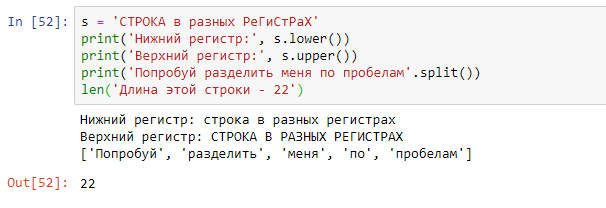 In [52]: s = 'СТРОКА в разных РеГиСтРаХ'
print('Нижний регистр:', s.lower())
print('Верхний регистр:', s.upper())
print('Попробуй разделить меня по пробелам'.split())
len('Длина этой строки - 22')
Нижний регистр: строка в разных регистрах
Верхний регистр: СТРОКА В РАЗНЫХ РЕГИСТРАХ
['Попробуй', 'разделить', 'меня', 'по', 'пробелам']
Out[52]: 22